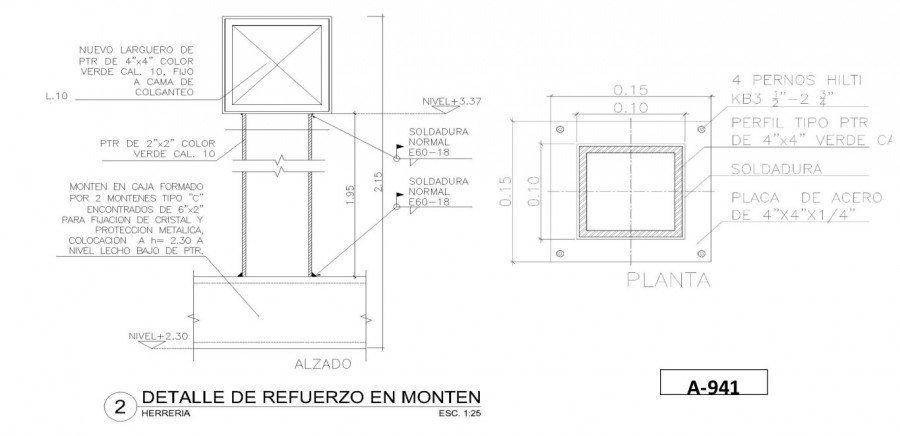 NUEVO LARGUERO DE
PTR DE 4"x4" COLOR
VERDE CAL. 10, FIJO
A CAMA DE
COLGANTEO
L.10
NIVEL+3.37
PTR DE 2"x2" COLOR
VERDE CAL. 10
SOLDADURA
NORMAL
E60-18
SOLDADURA
NORMAL
E60-18
1.95
2.15
MONTEN EN CAJA FORMADO
POR 2 MONTENES TIPO "C"
ENCONTRADOS DE 6"x2"
PARA FIJACION DE CRISTAL Y
PROTECCION METALICA,
COLOCACION A h= 2.30 A
NIVEL LECHO BAJO DE PTR.
NIVEL+2.30
ALZADO
2
DETALLE DE REFUERZO EN MONTEN
HERRERIA
ESC. 1:25
0.15
0.10
0.15
0.10
4 PERNOS HILTI
KB3 1/2"-2 3/4"
PERFIL TIPO PTR
DE 4"x4" VERDE CA
SOLDADURA
PLACA DE ACERO
DE 4"X4"X1/4"
PLANTA
A-941